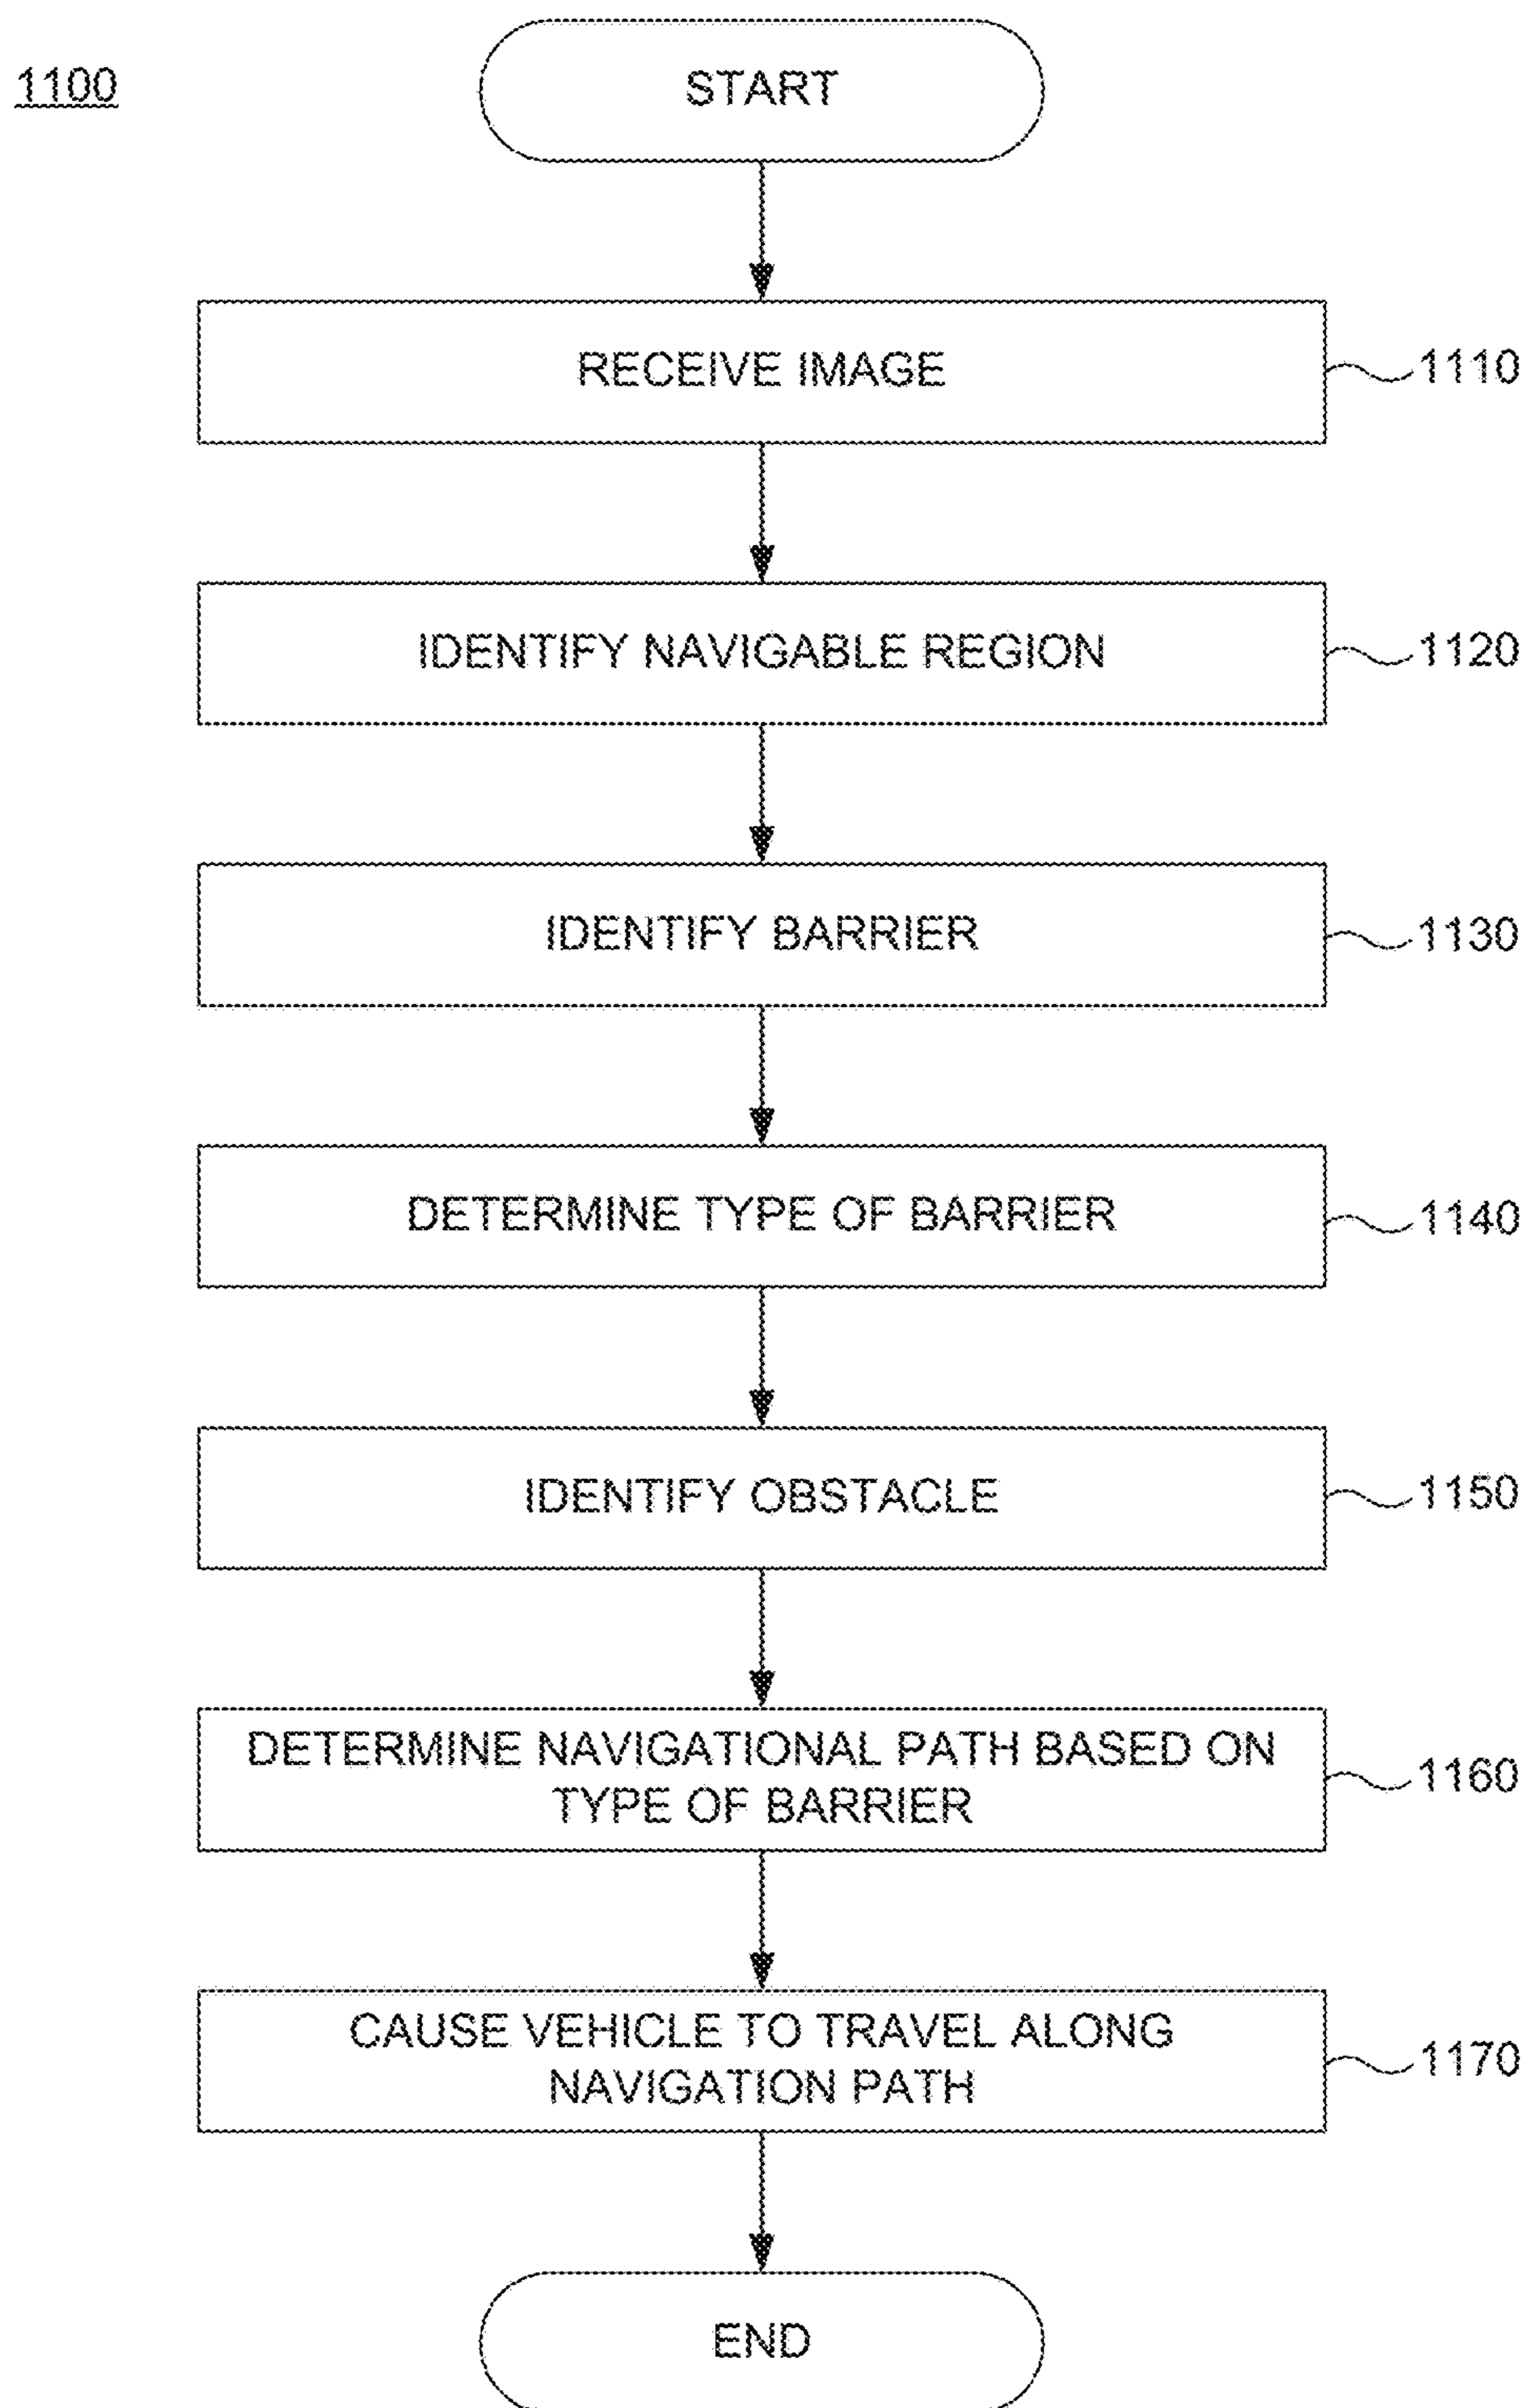 1100
START
RECEIVE IMAGE
1110
IDENTIFY NAVIGABLE REGION
1120
IDENTIFY BARRIER
1130
DETERMINE TYPE OF BARRIER
1140
IDENTIFY OBSTACLE
1150
DETERMINE NAVIGATIONAL PATH BASED ON
TYPE OF BARRIER
1160
CAUSE VEHICLE TO TRAVEL ALONG
NAVIGATION PATH
1170
END